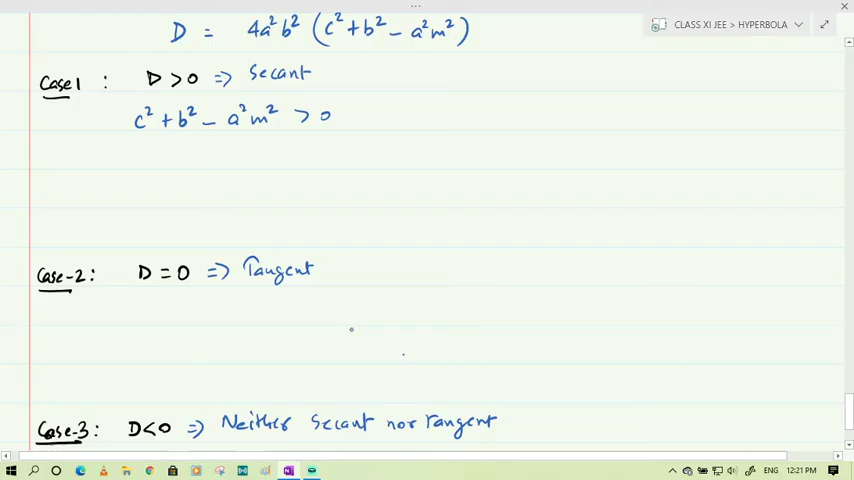 ...
D = 4a²b² (c² + b² – a²m²)
CLASS XI JEE > HYPERBOLA
Case 1 : D > 0 ⇒ Secant
c² + b² – a²m² > 0
Case-2 : D = 0 ⇒ Tangent
Case-3 : D < 0 ⇒ Neither Secant nor Tangent
ENG 12:21 PM